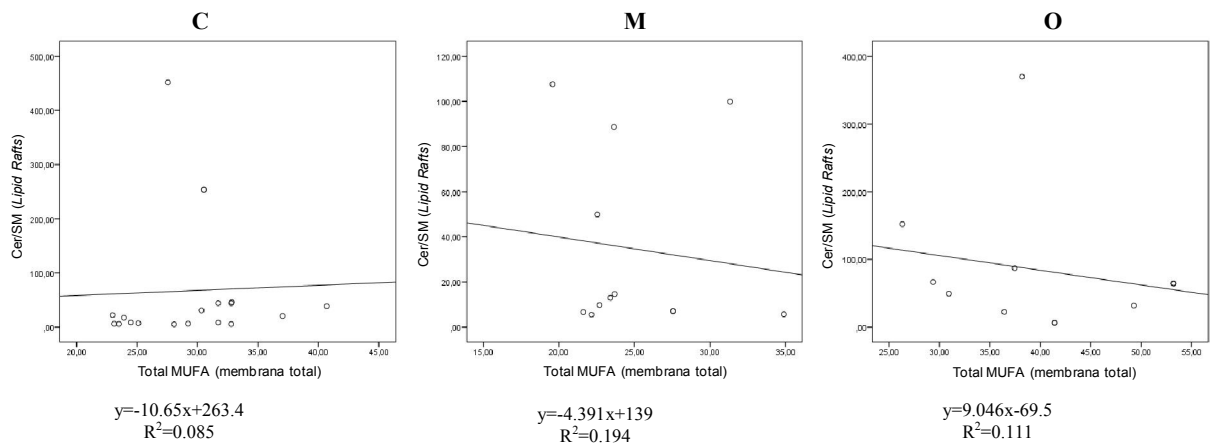 C
M
O
500,00
400,00
300,00
200,00
100,00
,00
Cer/SM (Lipid Rafts)
20,00 25,00 30,00 35,00 40,00 45,00
Total MUFA (membrana total)
120,00
100,00
80,00
60,00
40,00
20,00
,00
Cer/SM (Lipid Rafts)
15,00 20,00 25,00 30,00 35,00
Total MUFA (membrana total)
400,00
300,00
200,00
100,00
,00
Cer/SM (Lipid Rafts)
25,00 30,00 35,00 40,00 45,00 50,00 55,00
Total MUFA (membrana total)
y=-10.65x+263.4
R²=0.085
y=-4.391x+139
R²=0.194
y=9.046x-69.5
R²=0.111